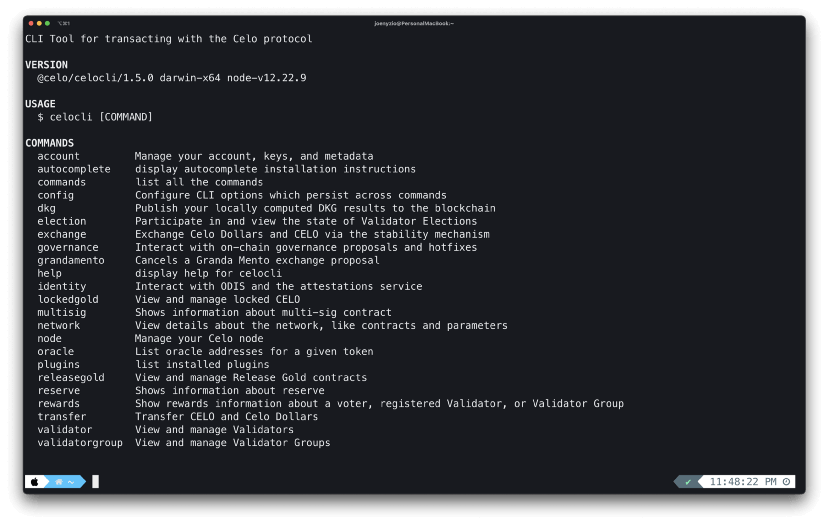 ⌥⌘1 joenyzio@PersonalMacBook:~
CLI Tool for transacting with the Celo protocol
VERSION
@celo/celocli/1.5.0 darwin-x64 node-v12.22.9
USAGE
$ celocli [COMMAND]
COMMANDS
account Manage your account, keys, and metadata
autocomplete display autocomplete installation instructions
commands list all the commands
config Configure CLI options which persist across commands
dkg Publish your locally computed DKG results to the blockchain
election Participate in and view the state of Validator Elections
exchange Exchange Celo Dollars and CELO via the stability mechanism
governance Interact with on-chain governance proposals and hotfixes
grandamento Cancels a Granda Mento exchange proposal
help display help for celocli
identity Interact with ODIS and the attestations service
lockedgold View and manage locked CELO
multisig Shows information about multi-sig contract
network View details about the network, like contracts and parameters
node Manage your Celo node
oracle List oracle addresses for a given token
plugins list installed plugins
releasegold View and manage Release Gold contracts
reserve Shows information about reserve
rewards Show rewards information about a voter, registered Validator, or Validator Group
transfer Transfer CELO and Celo Dollars
validator View and manage Validators
validatorgroup View and manage Validator Groups
~ ✔ 11:48:22 PM